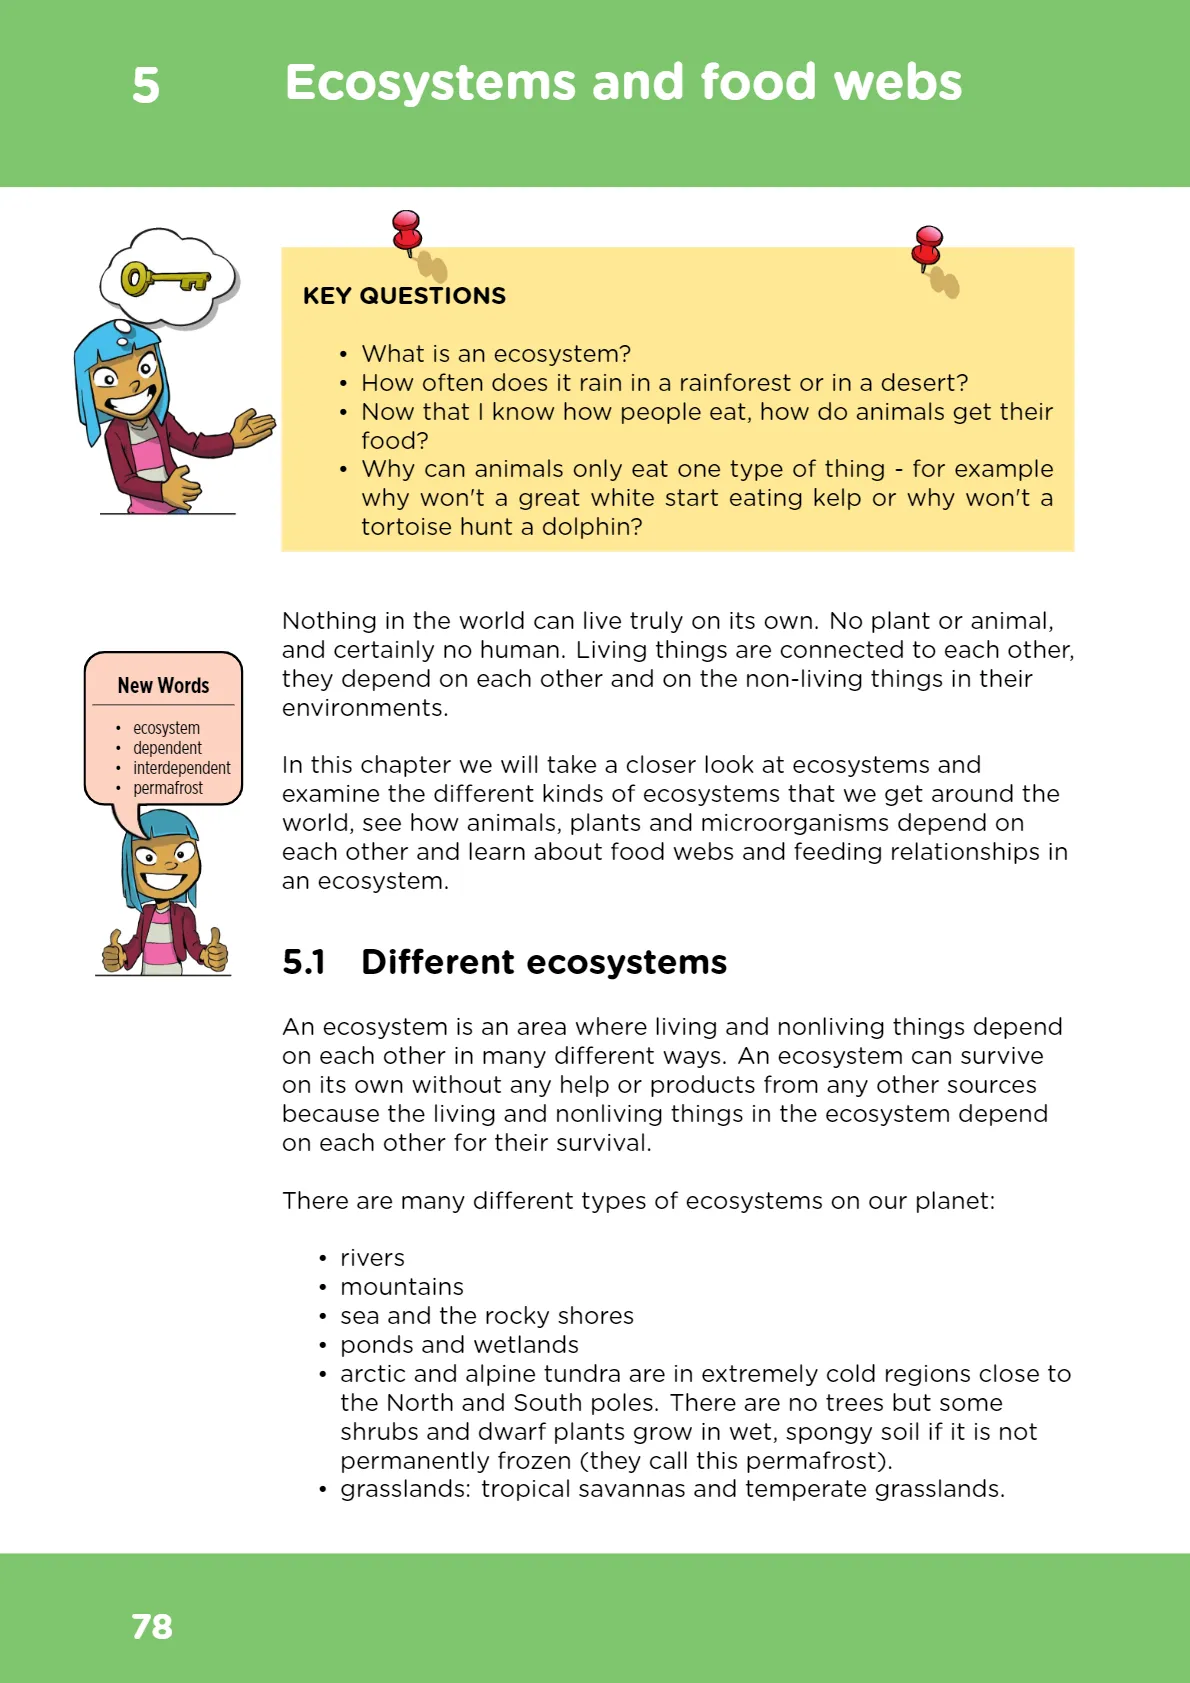 5 Ecosystems and food webs
KEY QUESTIONS
• What is an ecosystem?
• How often does it rain in a rainforest or in a desert?
• Now that I know how people eat, how do animals get their
food?
• Why can animals only eat one type of thing - for example
why won't a great white start eating kelp or why won't a
tortoise hunt a dolphin?
Nothing in the world can live truly on its own. No plant or animal,
and certainly no human. Living things are connected to each other,
they depend on each other and on the non-living things in their
environments.
New Words
• ecosystem
• dependent
• interdependent
• permafrost
In this chapter we will take a closer look at ecosystems and
examine the different kinds of ecosystems that we get around the
world, see how animals, plants and microorganisms depend on
each other and learn about food webs and feeding relationships in
an ecosystem.
5.1 Different ecosystems
An ecosystem is an area where living and nonliving things depend
on each other in many different ways. An ecosystem can survive
on its own without any help or products from any other sources
because the living and nonliving things in the ecosystem depend
on each other for their survival.
There are many different types of ecosystems on our planet:
• rivers
• mountains
• sea and the rocky shores
• ponds and wetlands
• arctic and alpine tundra are in extremely cold regions close to
the North and South poles. There are no trees but some
shrubs and dwarf plants grow in wet, spongy soil if it is not
permanently frozen (they call this permafrost).
• grasslands: tropical savannas and temperate grasslands.
78